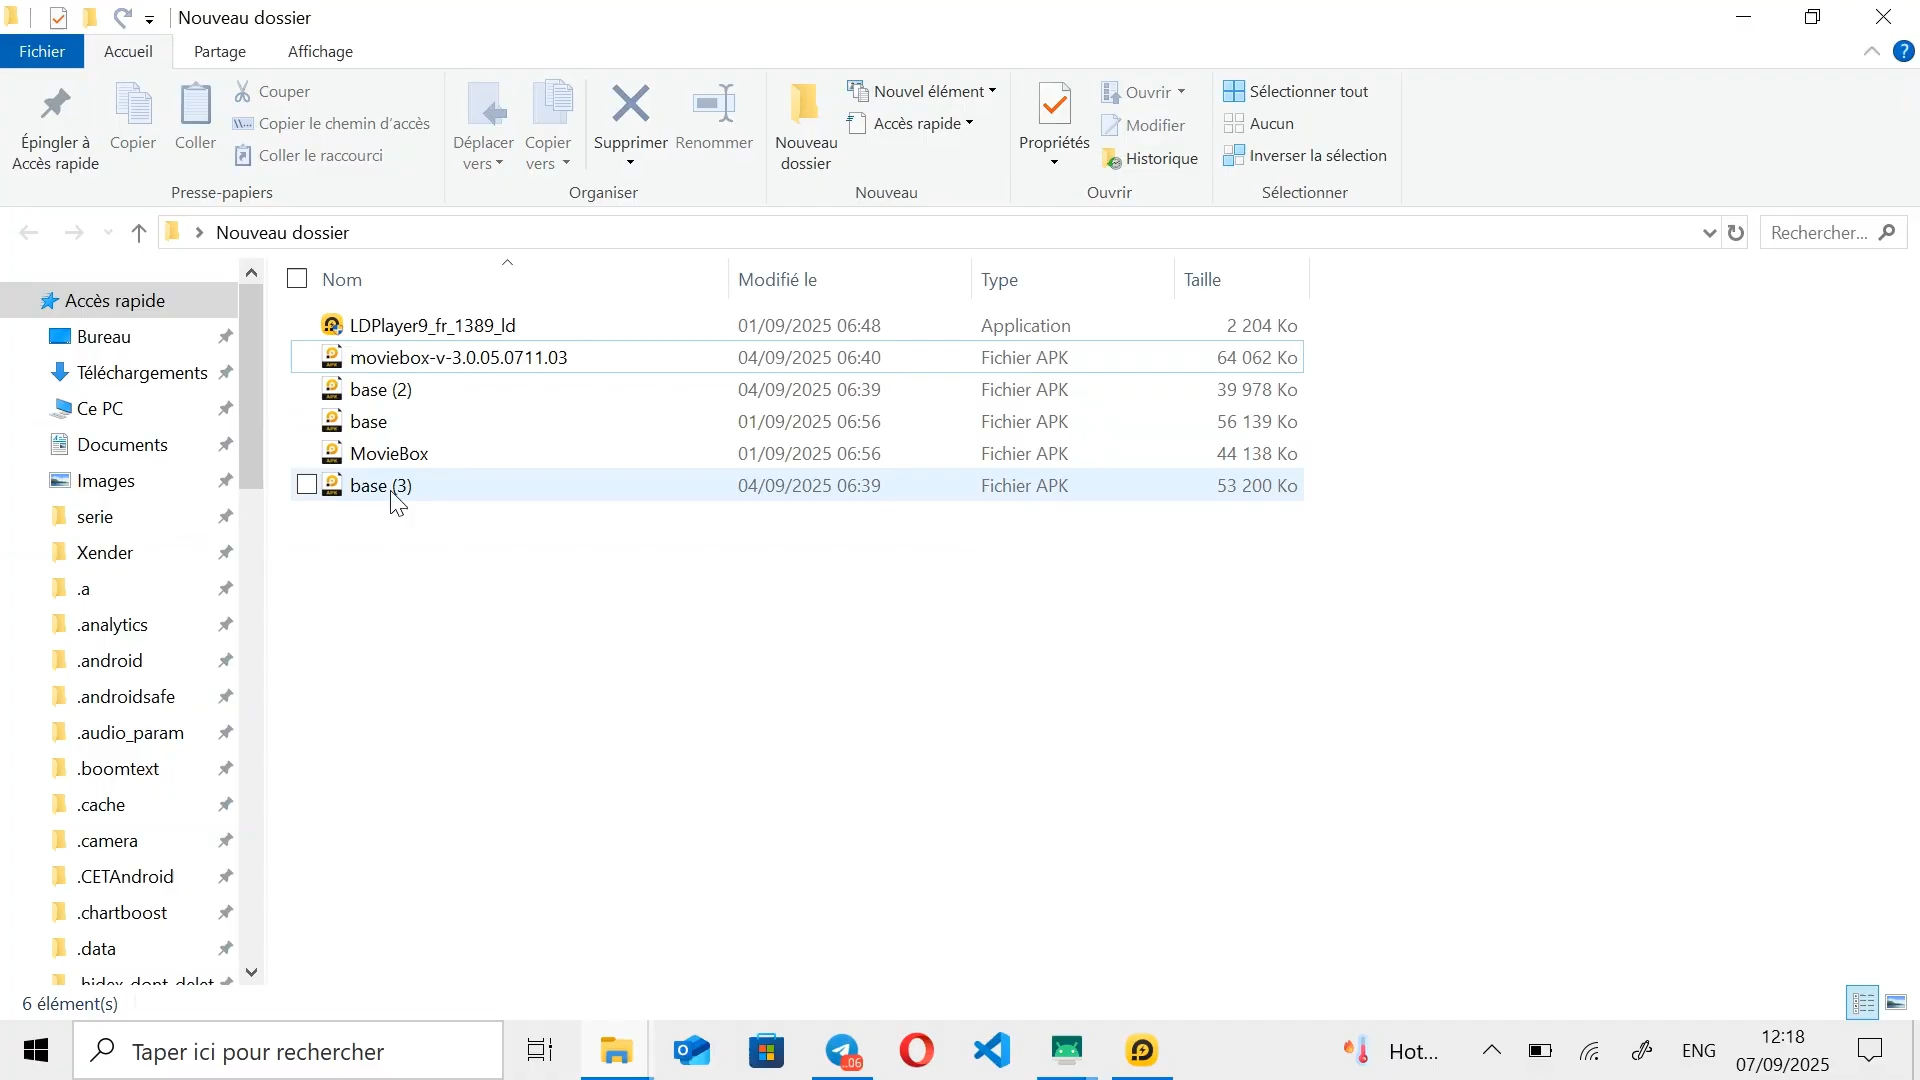 Nouveau dossier
Fichier
Accueil
Partage
Affichage
Épingler à
Accès rapide
Copier
Coller
Couper
Copier le chemin d'accès
Coller le raccourci
Presse-papiers
Déplacer
vers
Copier
vers
Supprimer
Renommer
Organiser
Nouveau
dossier
Nouvel élément
Accès rapide
Nouveau
Propriétés
Ouvrir
Modifier
Historique
Ouvrir
Sélectionner tout
Aucun
Inverser la sélection
Sélectionner
Nouveau dossier
Rechercher...
Accès rapide
Bureau
Téléchargements
Ce PC
Documents
Images
serie
Xender
.a
.analytics
.android
.androidsafe
.audio_param
.boomtext
.cache
.camera
.CETAndroid
.chartboost
.data
.hidex_dont_delet
Nom Modifié le Type Taille
LDPlayer9_fr_1389_ld 01/09/2025 06:48 Application 2 204 Ko
moviebox-v-3.0.05.0711.03 04/09/2025 06:40 Fichier APK 64 062 Ko
base (2) 04/09/2025 06:39 Fichier APK 39 978 Ko
base 01/09/2025 06:56 Fichier APK 56 139 Ko
MovieBox 01/09/2025 06:56 Fichier APK 44 138 Ko
base (3) 04/09/2025 06:39 Fichier APK 53 200 Ko
6 élément(s)
Taper ici pour rechercher
.06
Hot...
ENG
12:18
07/09/2025